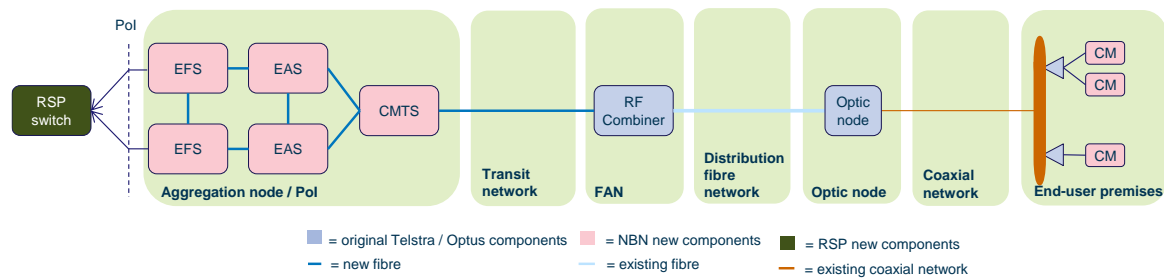 PoI
EFS
EAS
RSP
switch
CMTS
RF
Combiner
Optic
node
CM
CM
EFS
EAS
CM
Aggregation node / PoI
Transit
network
FAN
Distribution
fibre
network
Optic node
Coaxial
network
End-user premises
= original Telstra / Optus components
= NBN new components
= RSP new components
= new fibre
= existing fibre
= existing coaxial network